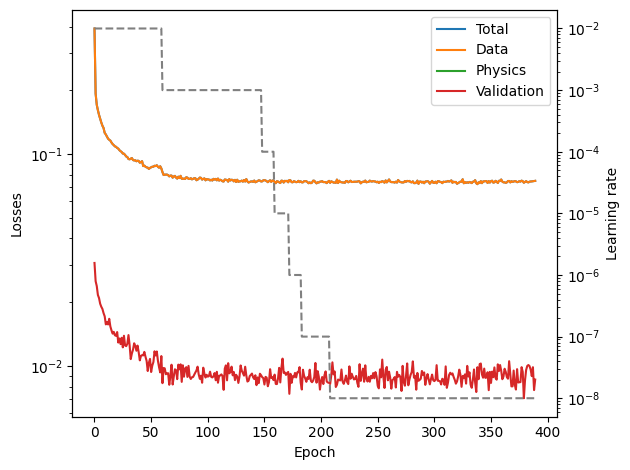 Total
Data
Physics
Validation
Losses
10⁻¹
10⁻²
10⁻²
10⁻³
10⁻⁴
10⁻⁵
10⁻⁶
10⁻⁷
10⁻⁸
Learning rate
0 50 100 150 200 250 300 350 400
Epoch